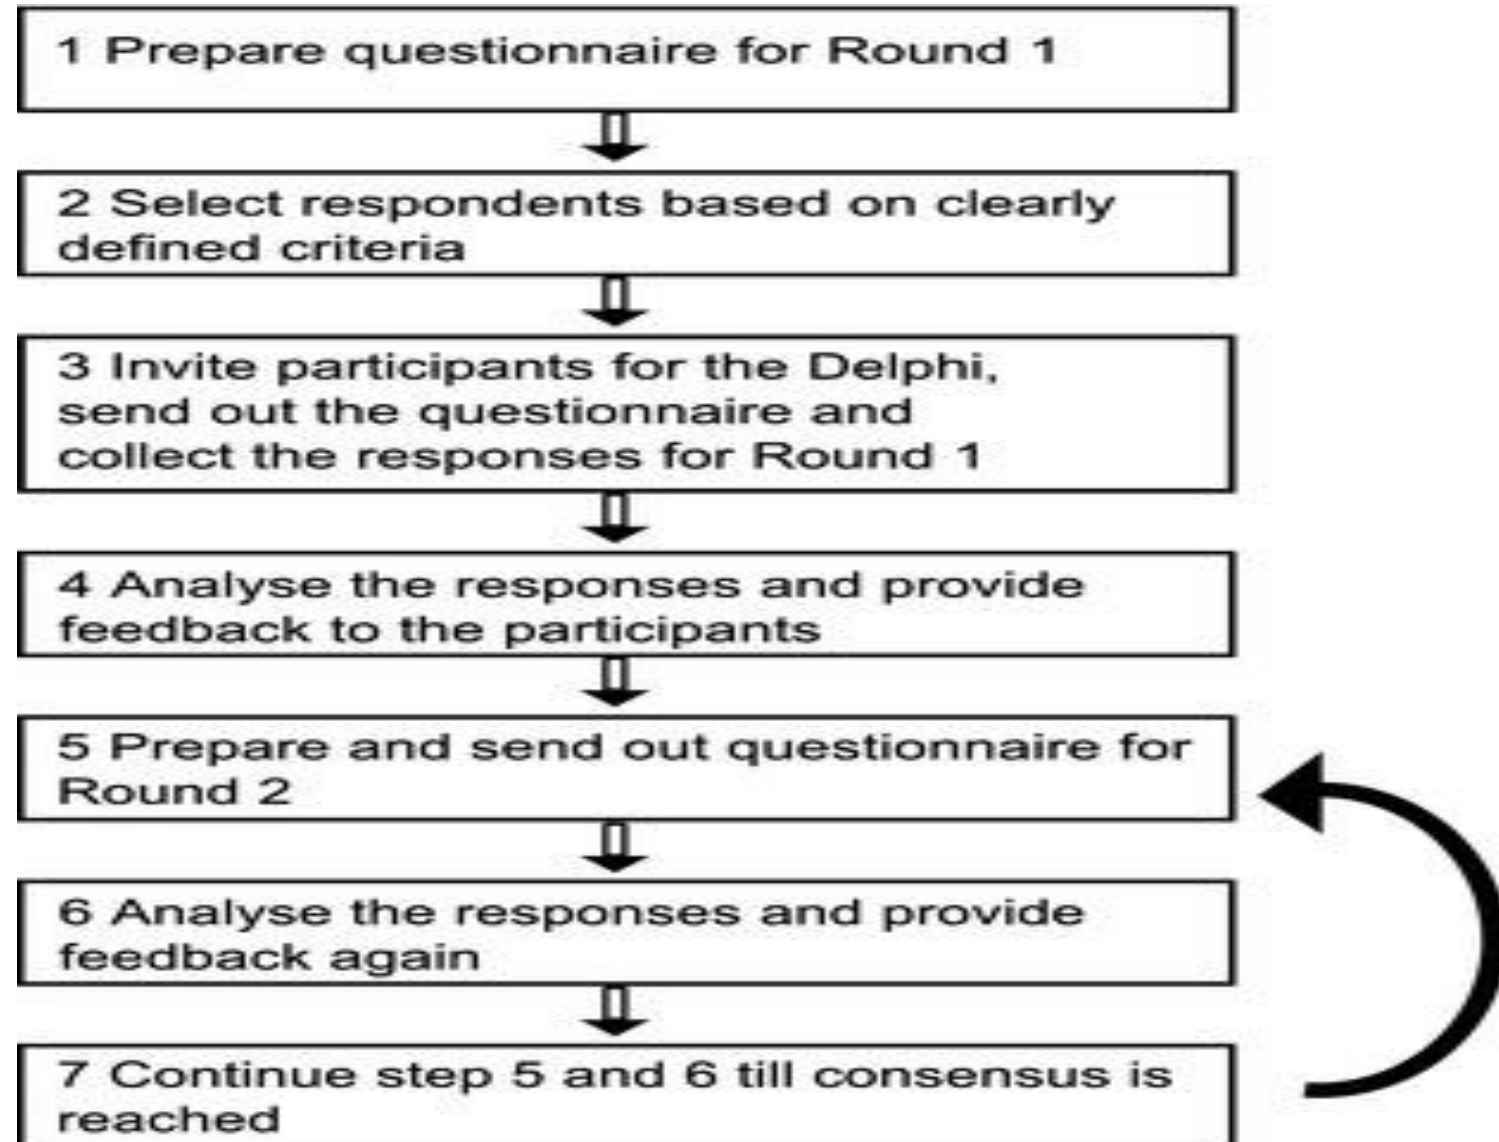 1 Prepare questionnaire for Round 1
2 Select respondents based on clearly
defined criteria
3 Invite participants for the Delphi,
send out the questionnaire and
collect the responses for Round 1
4 Analyse the responses and provide
feedback to the participants
5 Prepare and send out questionnaire for
Round 2
6 Analyse the responses and provide
feedback again
7 Continue step 5 and 6 till consensus is
reached